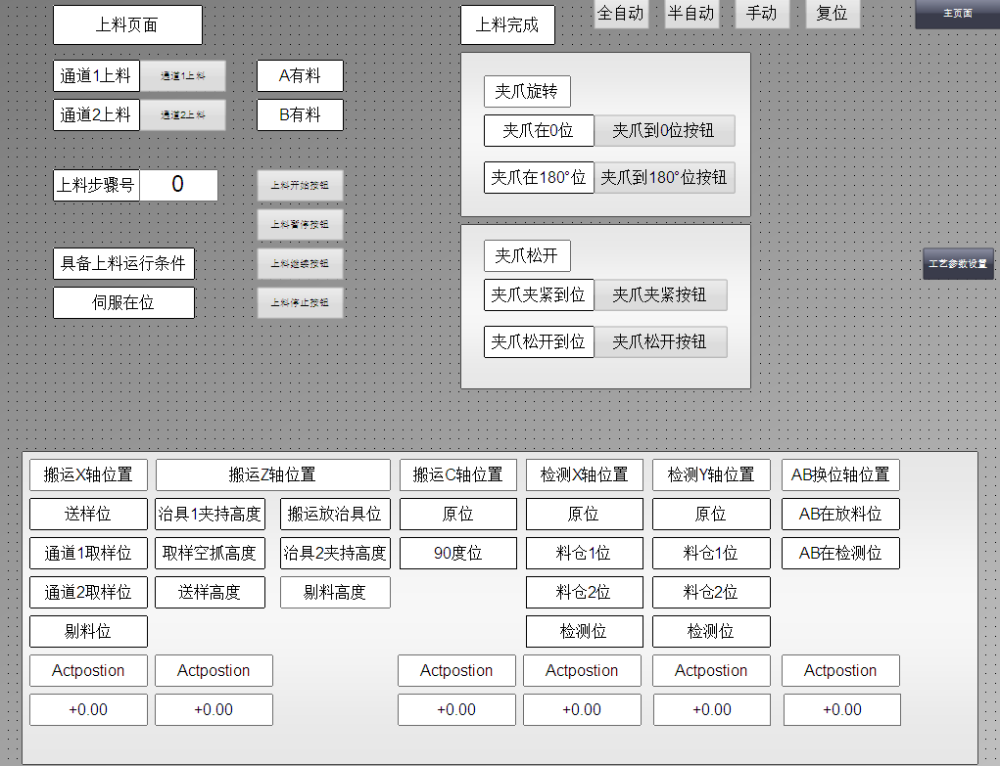 上料页面
上料完成
全自动
半自动
手动
复位
主页面
通道1上料
通道1上料
A有料
通道2上料
通道2上料
B有料
上料步骤号
0
上料开始按钮
上料暂停按钮
具备上料运行条件
上料继续按钮
伺服在位
上料停止按钮
夹爪旋转
夹爪在0位
夹爪到0位按钮
夹爪在180°位
夹爪到180°位按钮
夹爪松开
夹爪夹紧到位
夹爪夹紧按钮
夹爪松开到位
夹爪松开按钮
工艺参数设置
搬运X轴位置
搬运Z轴位置
搬运C轴位置
检测X轴位置
检测Y轴位置
AB换位轴位置
送样位
治具1夹持高度
搬运放治具位
原位
原位
原位
AB在放料位
通道1取样位
取样空抓高度
治具2夹持高度
90度位
料仓1位
料仓1位
AB在检测位
通道2取样位
送样高度
剔料高度
料仓2位
料仓2位
剔料位
检测位
检测位
Actpostion
Actpostion
Actpostion
Actpostion
Actpostion
Actpostion
+0.00
+0.00
+0.00
+0.00
+0.00
+0.00